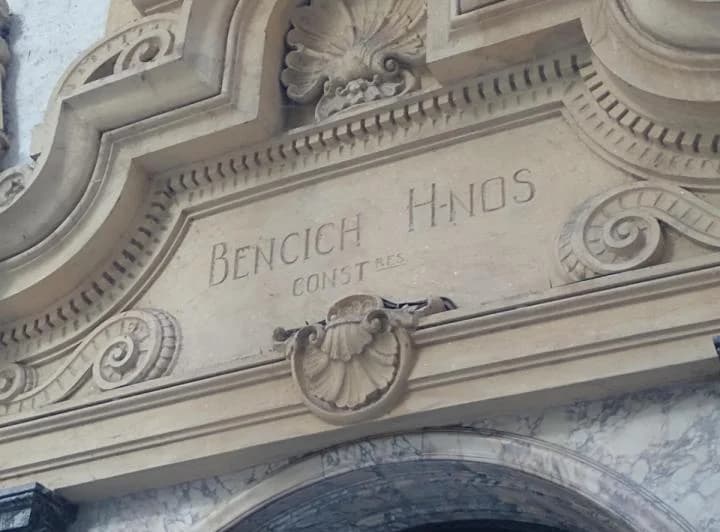 BENCICH H-NOS
CONST RES